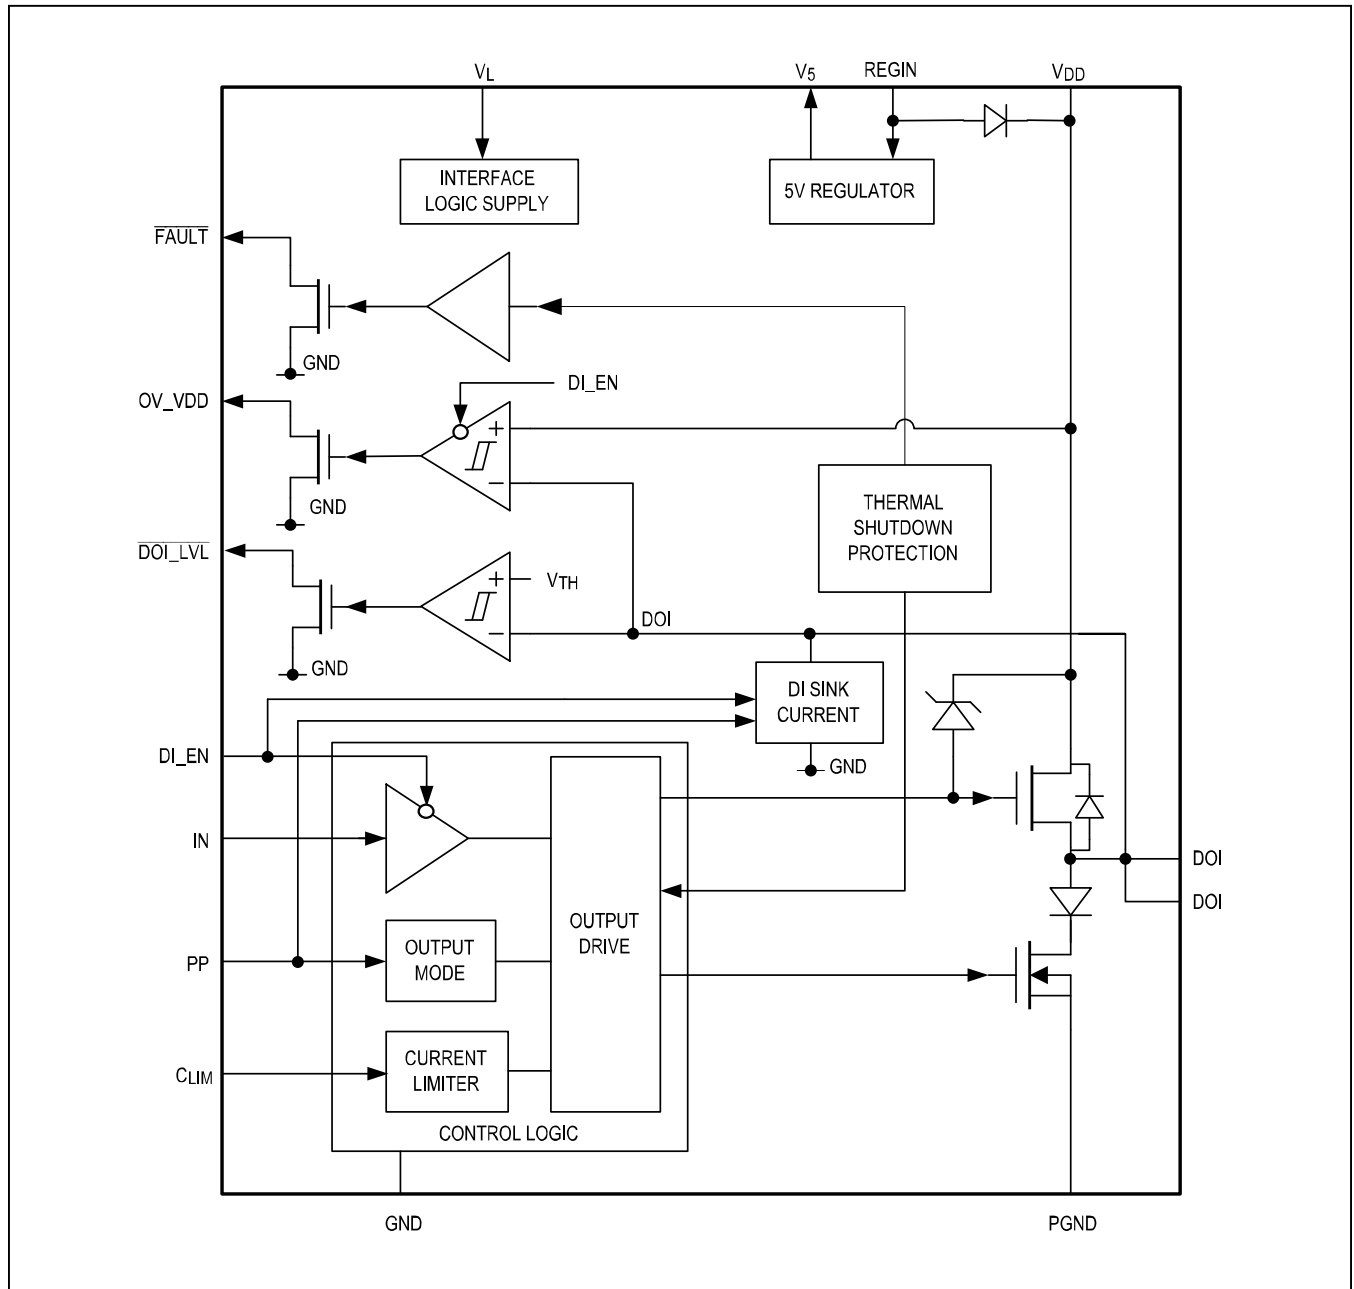 VL
V5
REGIN
VDD
INTERFACE
LOGIC SUPPLY
5V REGULATOR
FAULT
GND
DI_EN
OV_VDD
+
−
GND
THERMAL
SHUTDOWN
PROTECTION
DOI_LVL
+
VTH
−
DOI
GND
DI SINK
CURRENT
GND
DI_EN
IN
OUTPUT
DRIVE
DOI
DOI
PP
OUTPUT
MODE
CLIM
CURRENT
LIMITER
CONTROL LOGIC
GND
PGND